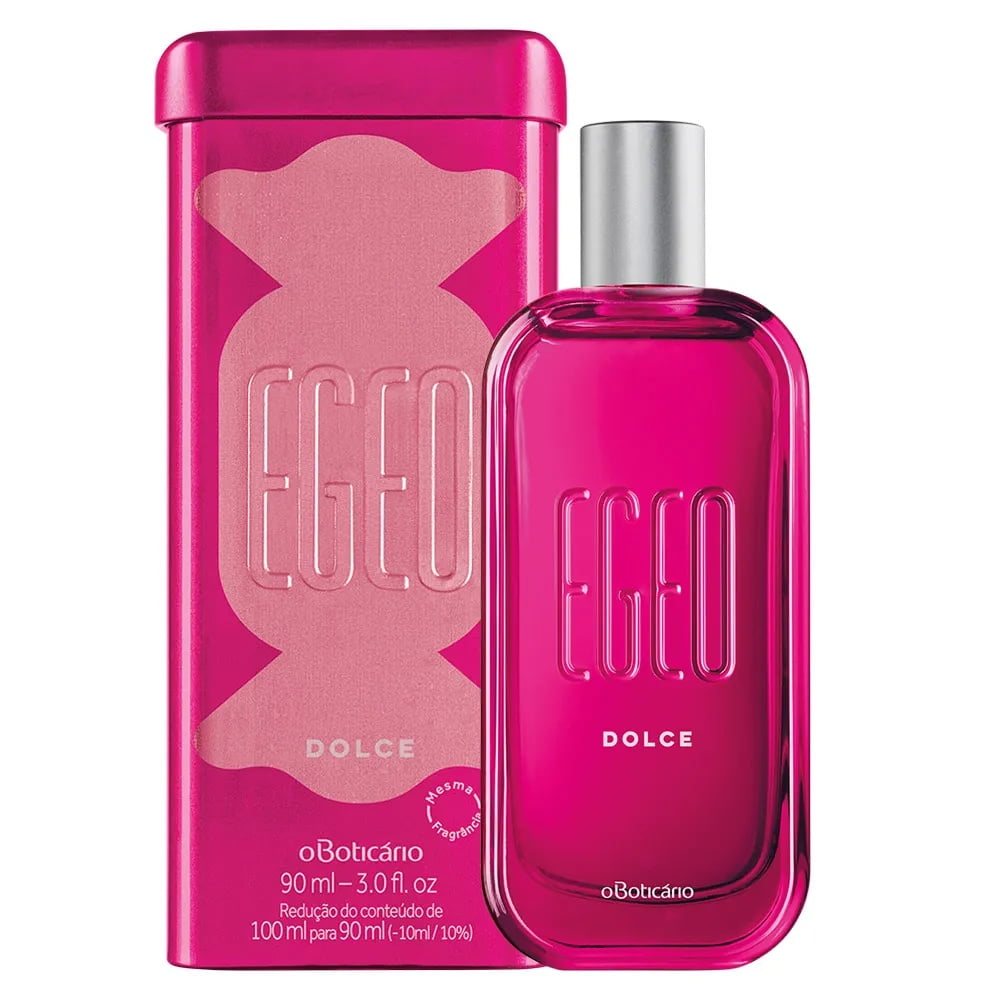 EGEO
DOLCE
Mesma
Fragrância
oBoticário
90 ml – 3.0 fl. oz
Redução do conteúdo de
100 ml para 90 ml (-10ml / 10%)
EGEO
DOLCE
oBoticário